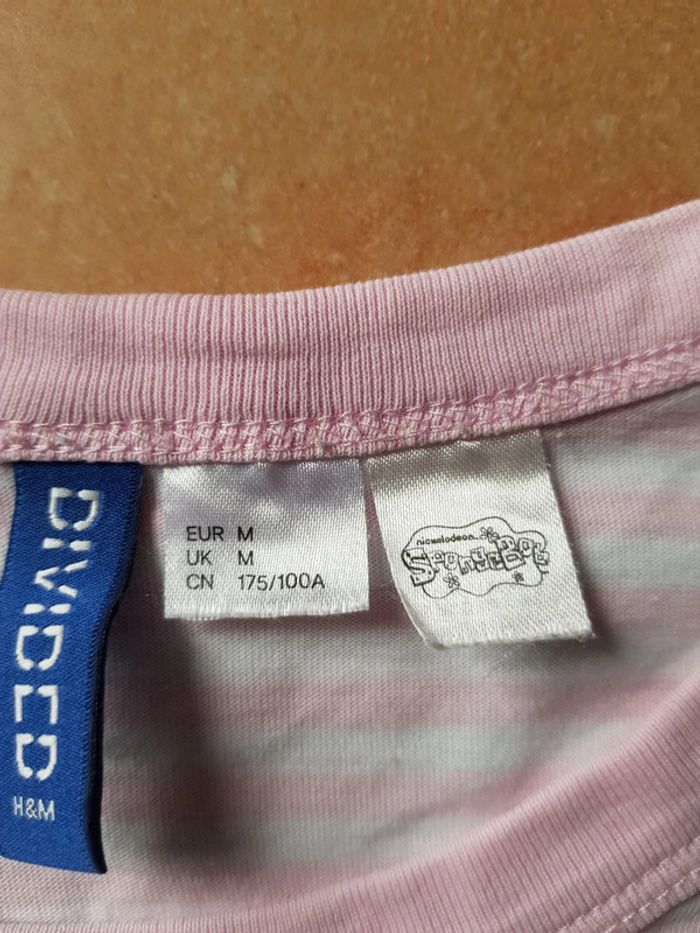 DIVIDED
H&M
EUR M
UK M
CN 175/100A
nickelodeon
SpongeBob